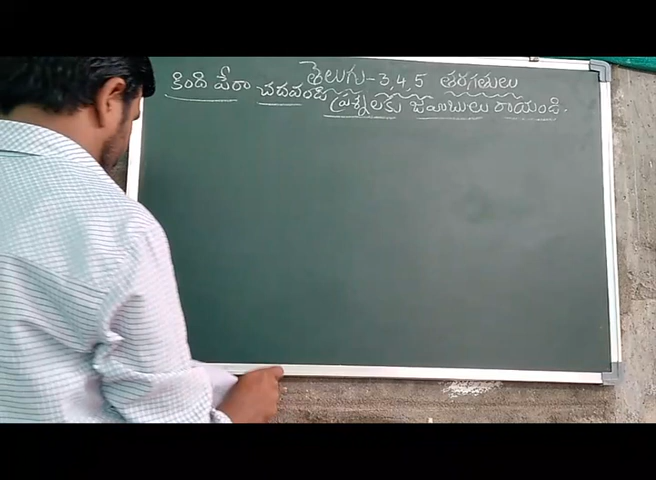 తెలుగు-3,4,5 తరగతులు
కింది పేరా చదవండి ప్రశ్నలకు జవాబులు రాయండి.